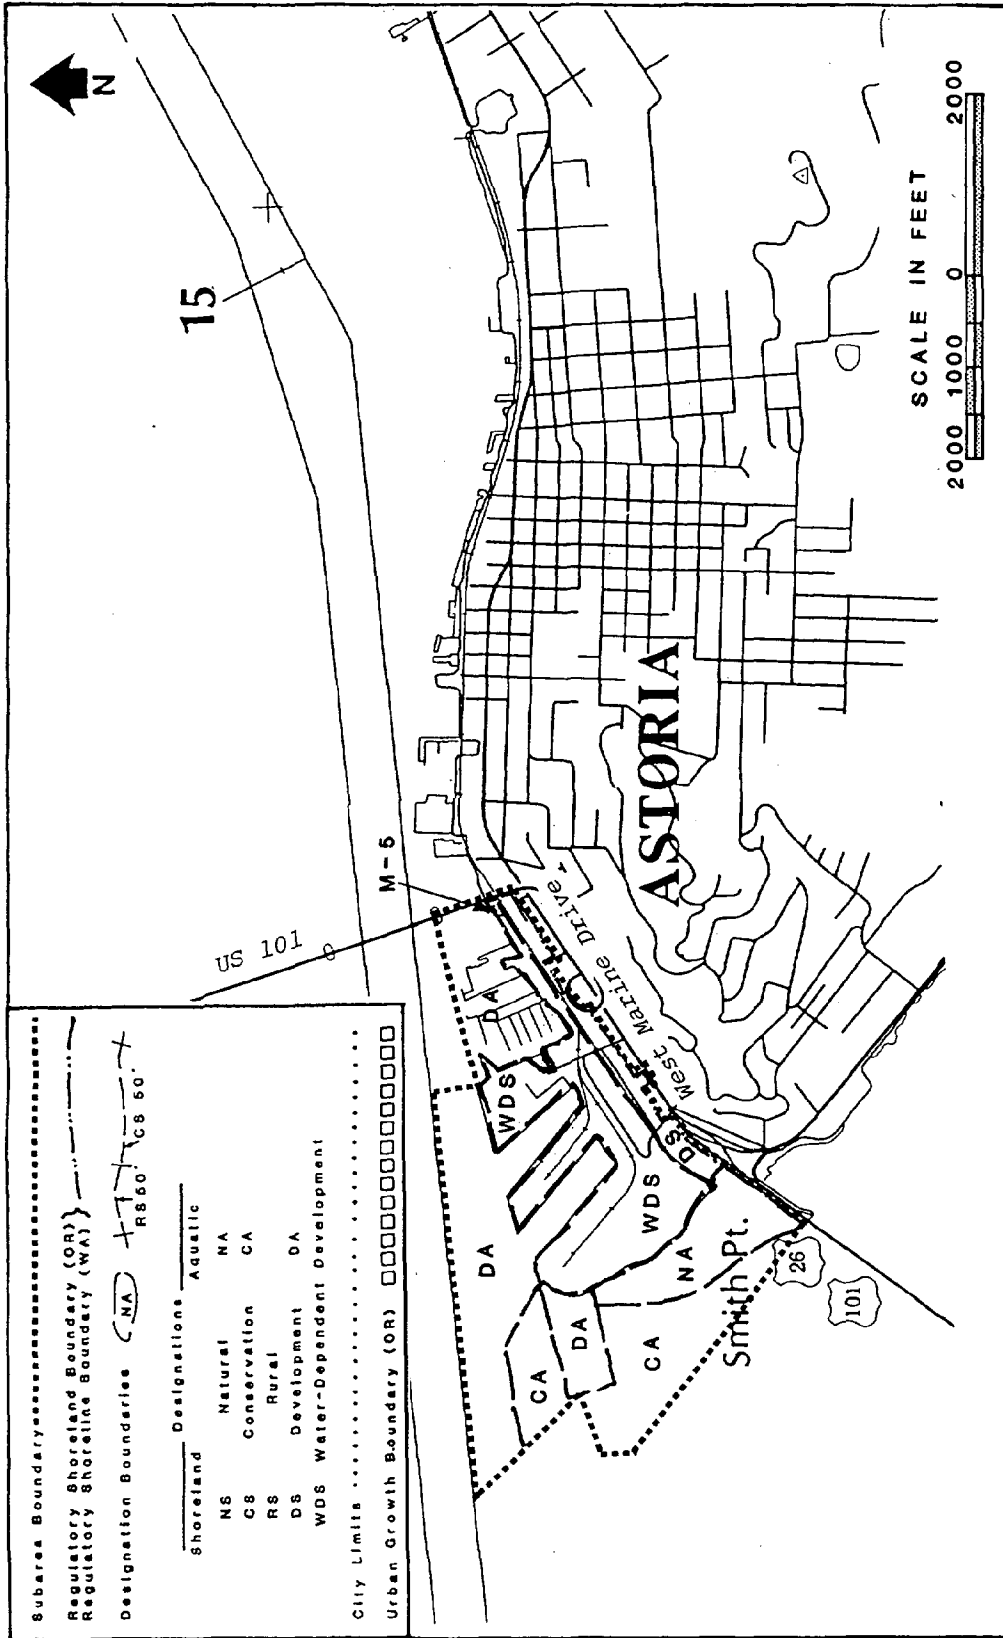 Subarea Boundary
Regulatory Shoreland Boundary (OR)
Regulatory Shoreline Boundary (WA)
Designation Boundaries NA RS 50' CS 50'
Designations
Shoreland Aquatic
NS Natural NA
CS Conservation CA
RS Rural
DS Development DA
WDS Water-Dependent Development
City Limits
Urban Growth Boundary (OR)
N
15
US 101
M-5
DA
WDS
DA
WDS
DS
NA
CA
DA
CA
Smith Pt.
26
101
West Marine Drive
ASTORIA
SCALE IN FEET
2000 1000 0 2000